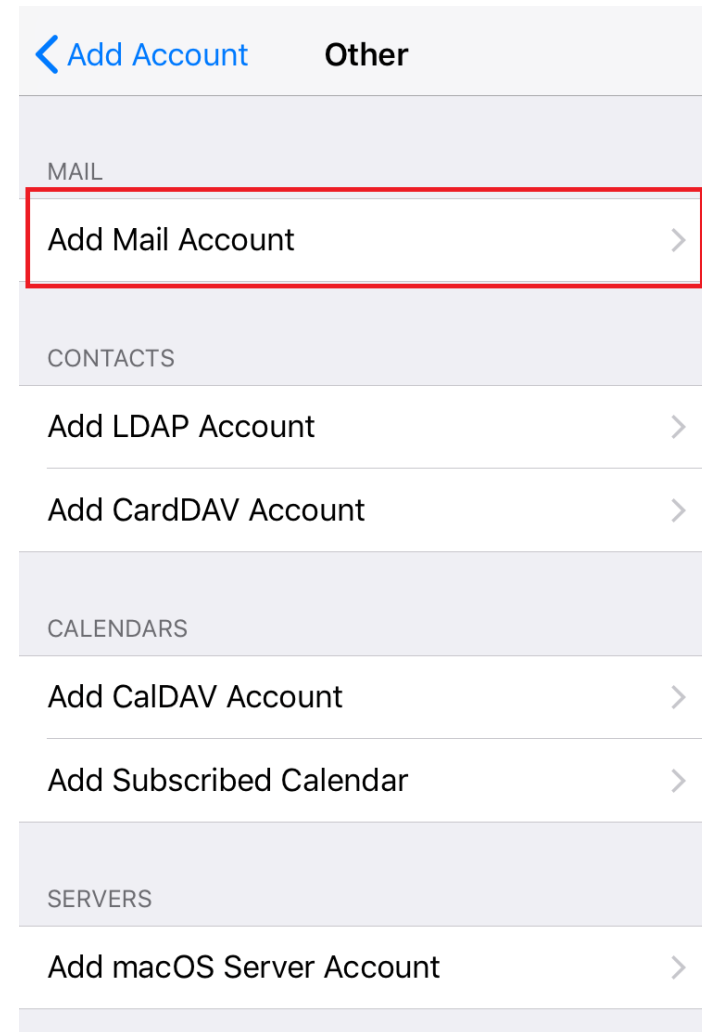 Add Account Other
MAIL
Add Mail Account
CONTACTS
Add LDAP Account
Add CardDAV Account
CALENDARS
Add CalDAV Account
Add Subscribed Calendar
SERVERS
Add macOS Server Account